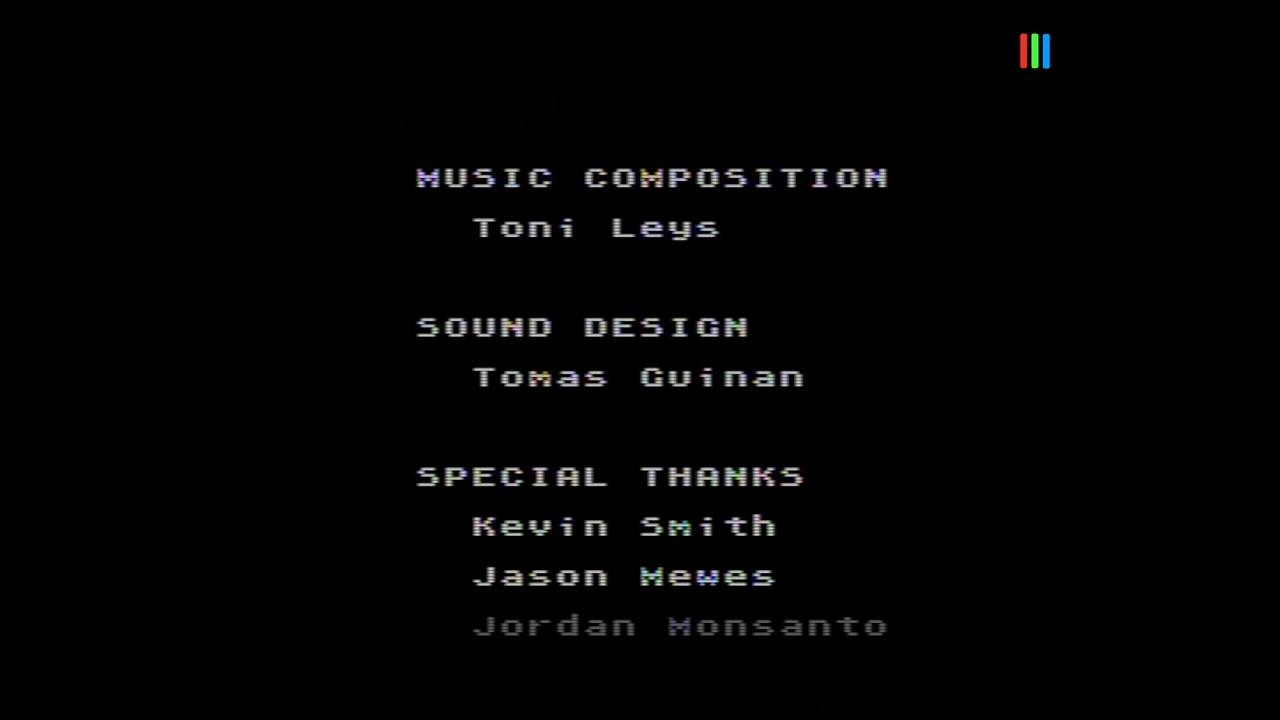 MUSIC COMPOSITION
Toni Leys
SOUND DESIGN
Tomas Guinan
SPECIAL THANKS
Kevin Smith
Jason Mewes
Jordan Monsanto